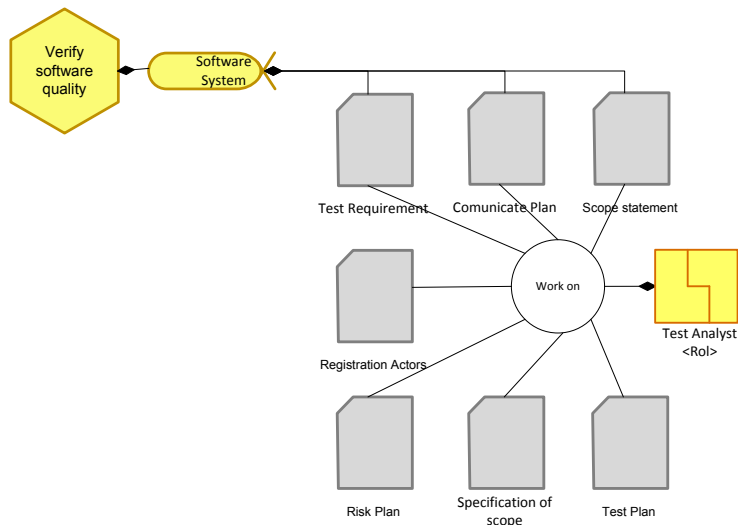 Verify
software
quality
Software
System
Test Requirement
Comunicate Plan
Scope statement
Work on
Registration Actors
Test Analyst
<Rol>
Risk Plan
Specification of
scope
Test Plan